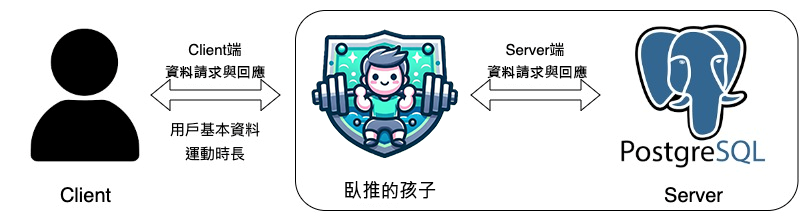 Client端
資料請求與回應
用戶基本資料
運動時長
Client
臥推的孩子
Server端
資料請求與回應
PostgreSQL
Server